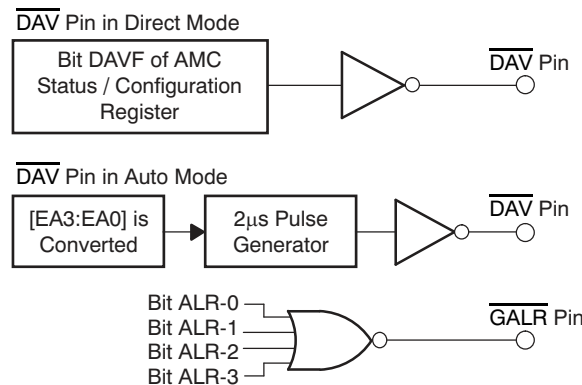 DAV Pin in Direct Mode
Bit DAVF of AMC
Status / Configuration
Register
DAV Pin
DAV Pin in Auto Mode
[EA3:EA0] is
Converted
2μs Pulse
Generator
DAV Pin
Bit ALR-0
Bit ALR-1
Bit ALR-2
Bit ALR-3
GALR Pin